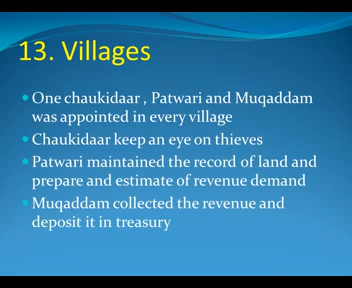 13. Villages
One chaukidaar , Patwari and Muqaddam
was appointed in every village
Chaukidaar keep an eye on thieves
Patwari maintained the record of land and
prepare and estimate of revenue demand
Muqaddam collected the revenue and
deposit it in treasury